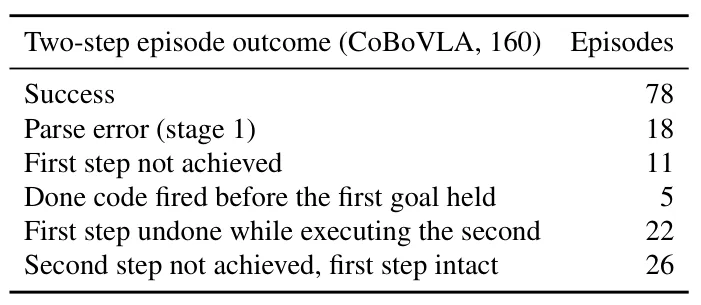 Two-step episode outcome (CoBoVLA, 160) Episodes
Success 78
Parse error (stage 1) 18
First step not achieved 11
Done code fired before the first goal held 5
First step undone while executing the second 22
Second step not achieved, first step intact 26